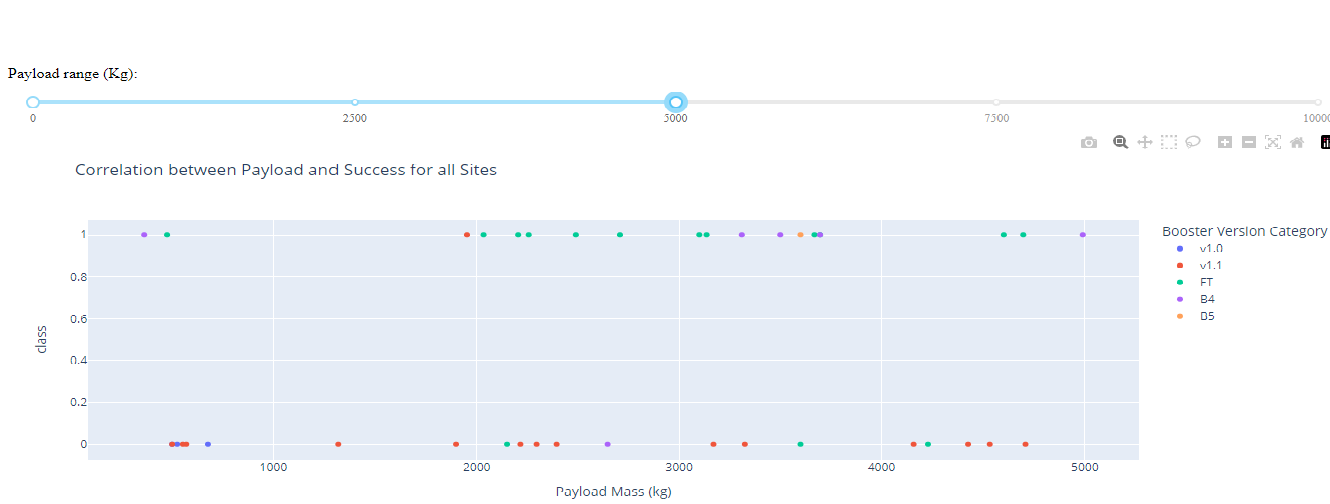 Payload range (Kg):
0 2500 5000 7500 10000
Correlation between Payload and Success for all Sites
Booster Version Category
v1.0
v1.1
FT
B4
B5
class
1
0.8
0.6
0.4
0.2
0
1000 2000 3000 4000 5000
Payload Mass (kg)